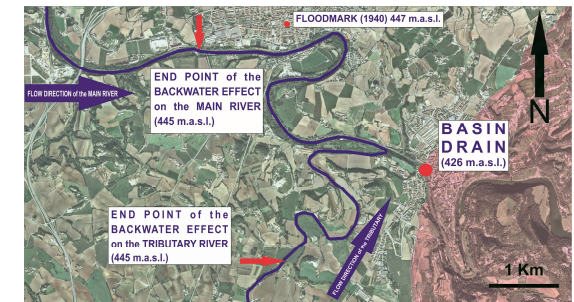 FLOODMARK (1940) 447 m.a.s.l.
END POINT of the
BACKWATER EFFECT
on the MAIN RIVER
(445 m.a.s.l.)
FLOW DIRECTION of the MAIN RIVER
N
BASIN
DRAIN
(426 m.a.s.l.)
END POINT of the
BACKWATER EFFECT
on the TRIBUTARY RIVER
(445 m.a.s.l.)
FLOW DIRECTION of the TRIBUTARY
1 Km